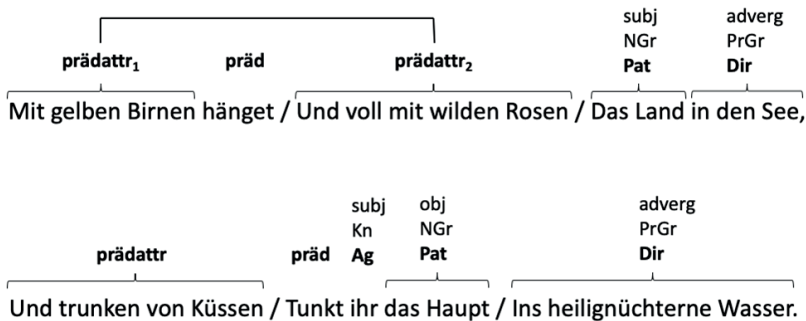 subj adverg
NGr PrGr
prädattr1 präd prädattr2 Pat Dir
Mit gelben Birnen hänget / Und voll mit wilden Rosen / Das Land in den See,
subj obj adverg
Kn NGr PrGr
prädattr präd Ag Pat Dir
Und trunken von Küssen / Tunkt ihr das Haupt / Ins heilignüchterne Wasser.